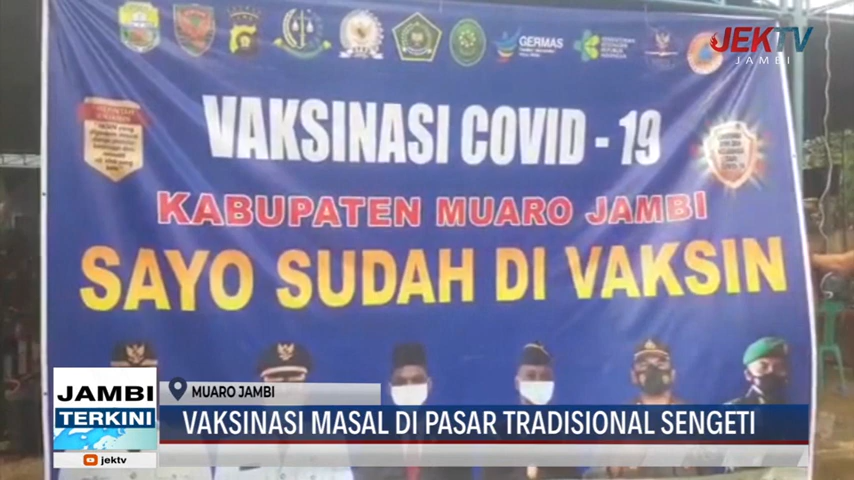 GERMAS
JEKTV
JAMBI
VAKSINASI COVID - 19
KABUPATEN MUARO JAMBI
SAYO SUDAH DI VAKSIN
JAMBI
TERKINI
jektv
MUARO JAMBI
VAKSINASI MASAL DI PASAR TRADISIONAL SENGETI